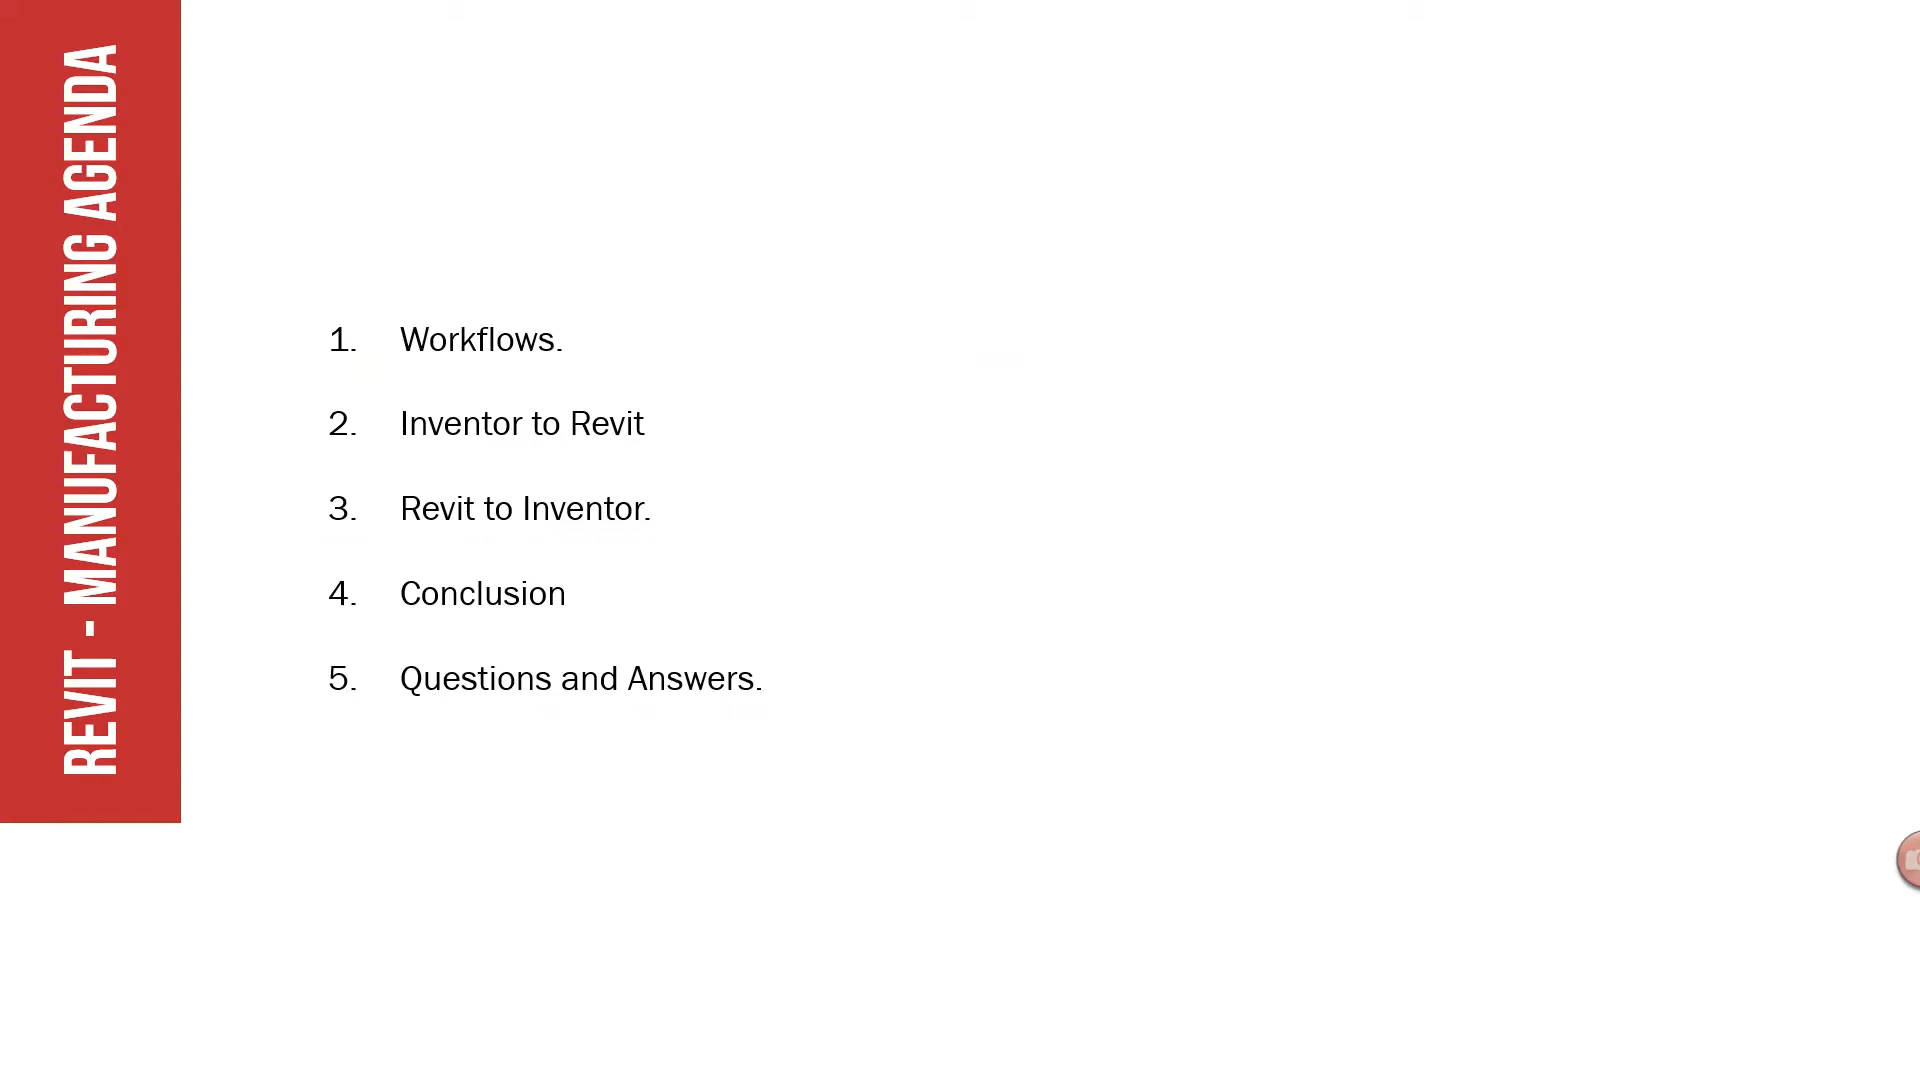 REVIT - MANUFACTURING AGENDA
1. Workflows.
2. Inventor to Revit
3. Revit to Inventor.
4. Conclusion
5. Questions and Answers.